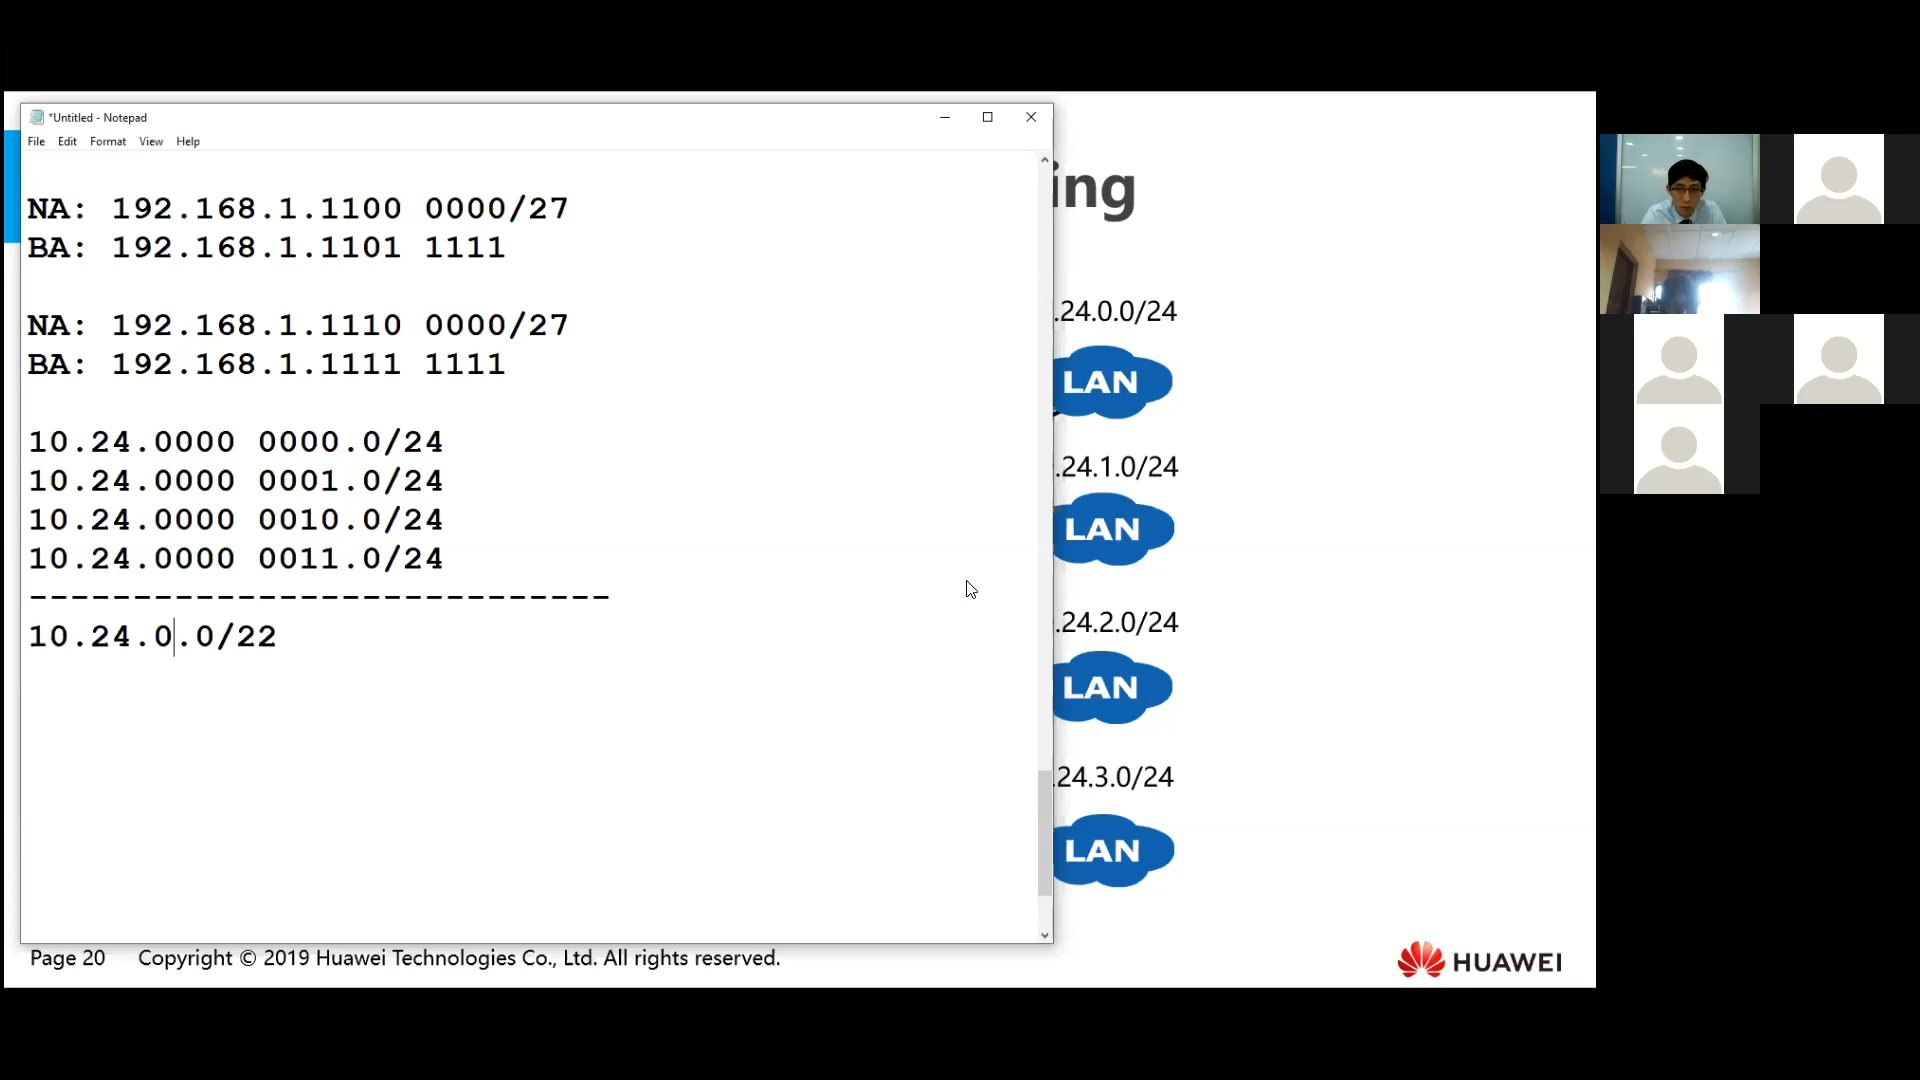 *Untitled - Notepad
File Edit Format View Help
NA: 192.168.1.1100 0000/27
BA: 192.168.1.1101 1111
NA: 192.168.1.1110 0000/27
BA: 192.168.1.1111 1111
10.24.0000 0000.0/24
10.24.0000 0001.0/24
10.24.0000 0010.0/24
10.24.0000 0011.0/24
----------------------------
10.24.0.0/22
ing
.24.0.0/24
LAN
.24.1.0/24
LAN
.24.2.0/24
LAN
.24.3.0/24
LAN
Page 20 Copyright © 2019 Huawei Technologies Co., Ltd. All rights reserved.
HUAWEI